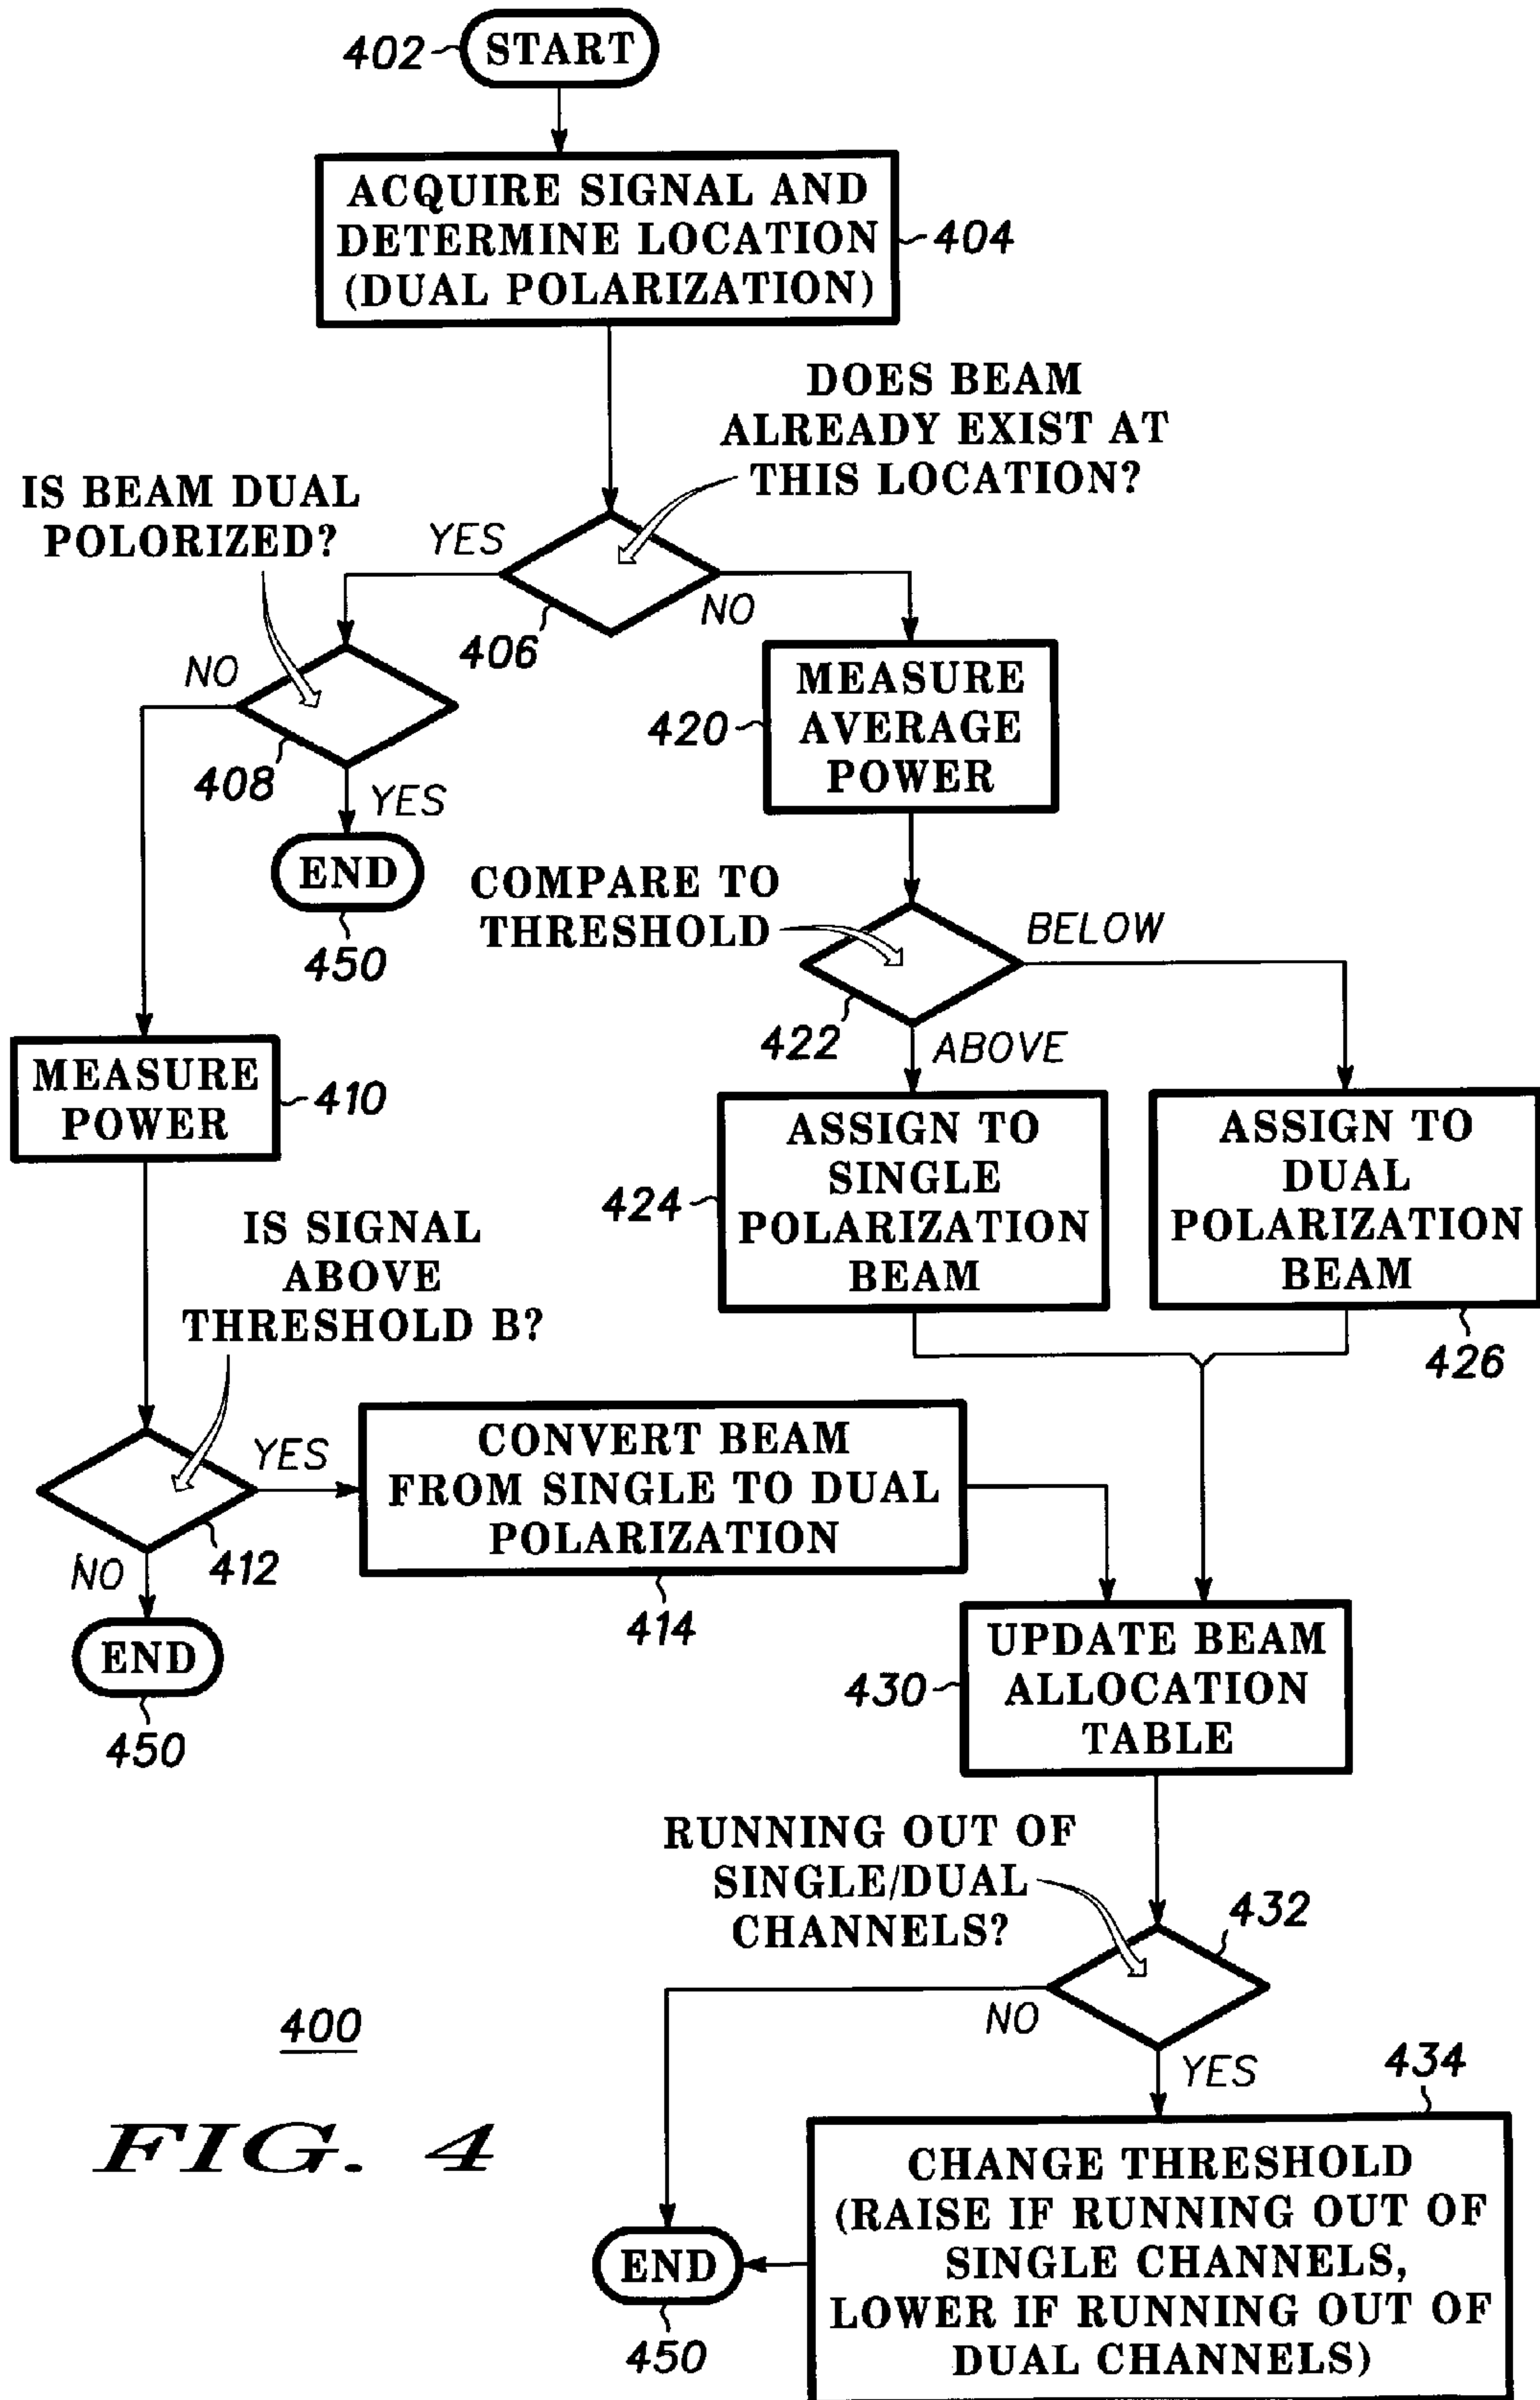 402
START
ACQUIRE SIGNAL AND
DETERMINE LOCATION
(DUAL POLARIZATION)
404
DOES BEAM
ALREADY EXIST AT
THIS LOCATION?
IS BEAM DUAL
POLORIZED?
YES
NO
406
NO
408
YES
END
450
MEASURE
AVERAGE
POWER
420
COMPARE TO
THRESHOLD
BELOW
422
ABOVE
MEASURE
POWER
410
ASSIGN TO
SINGLE
POLARIZATION
BEAM
424
ASSIGN TO
DUAL
POLARIZATION
BEAM
426
IS SIGNAL
ABOVE
THRESHOLD B?
YES
NO
412
END
450
CONVERT BEAM
FROM SINGLE TO DUAL
POLARIZATION
414
UPDATE BEAM
ALLOCATION
TABLE
430
RUNNING OUT OF
SINGLE/DUAL
CHANNELS?
432
NO
YES
434
CHANGE THRESHOLD
(RAISE IF RUNNING OUT OF
SINGLE CHANNELS,
LOWER IF RUNNING OUT OF
DUAL CHANNELS)
END
450
400
FIG. 4